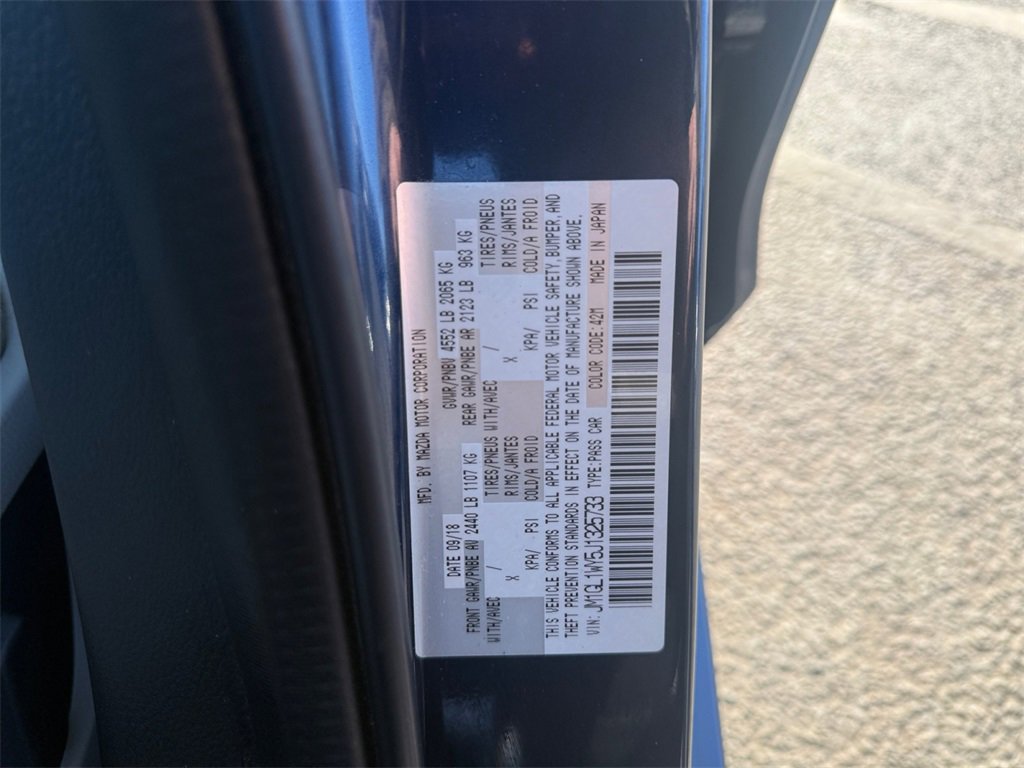 MFD. BY MAZDA MOTOR CORPORATION
DATE 09/18 GVWR/PNBV 4552 LB 2065 KG
FRONT GAWR/PNBE AV 2440 LB 1107 KG REAR GAWR/PNBE AR 2123 LB 963 KG
WITH/AVEC / TIRES/PNEUS WITH/AVEC / TIRES/PNEUS
X RIMS/JANTES X RIMS/JANTES
KPA/ PSI COLD/A FROID KPA/ PSI COLD/A FROID
THIS VEHICLE CONFORMS TO ALL APPLICABLE FEDERAL MOTOR VEHICLE SAFETY, BUMPER, AND
THEFT PREVENTION STANDARDS IN EFFECT ON THE DATE OF MANUFACTURE SHOWN ABOVE.
VIN: JM1GL1WY5J1325733 TYPE:PASS CAR COLOR CODE:42M MADE IN JAPAN